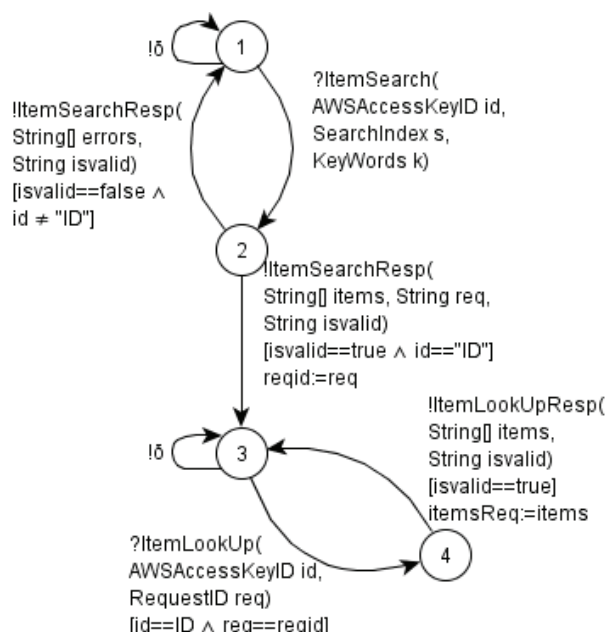 1
!δ
?ItemSearch(
AWSAccessKeyID id,
SearchIndex s,
KeyWords k)
!ItemSearchResp(
String[] errors,
String isvalid)
[isvalid==false ∧
id ≠ "ID"]
2
!ItemSearchResp(
String[] items, String req,
String isvalid)
[isvalid==true ∧ id=="ID"]
reqid:=req
!ItemLookUpResp(
String[] items,
String isvalid)
[isvalid==true]
itemsReq:=items
!δ
3
4
?ItemLookUp(
AWSAccessKeyID id,
RequestID req)
[id==ID ∧ req==reqid]